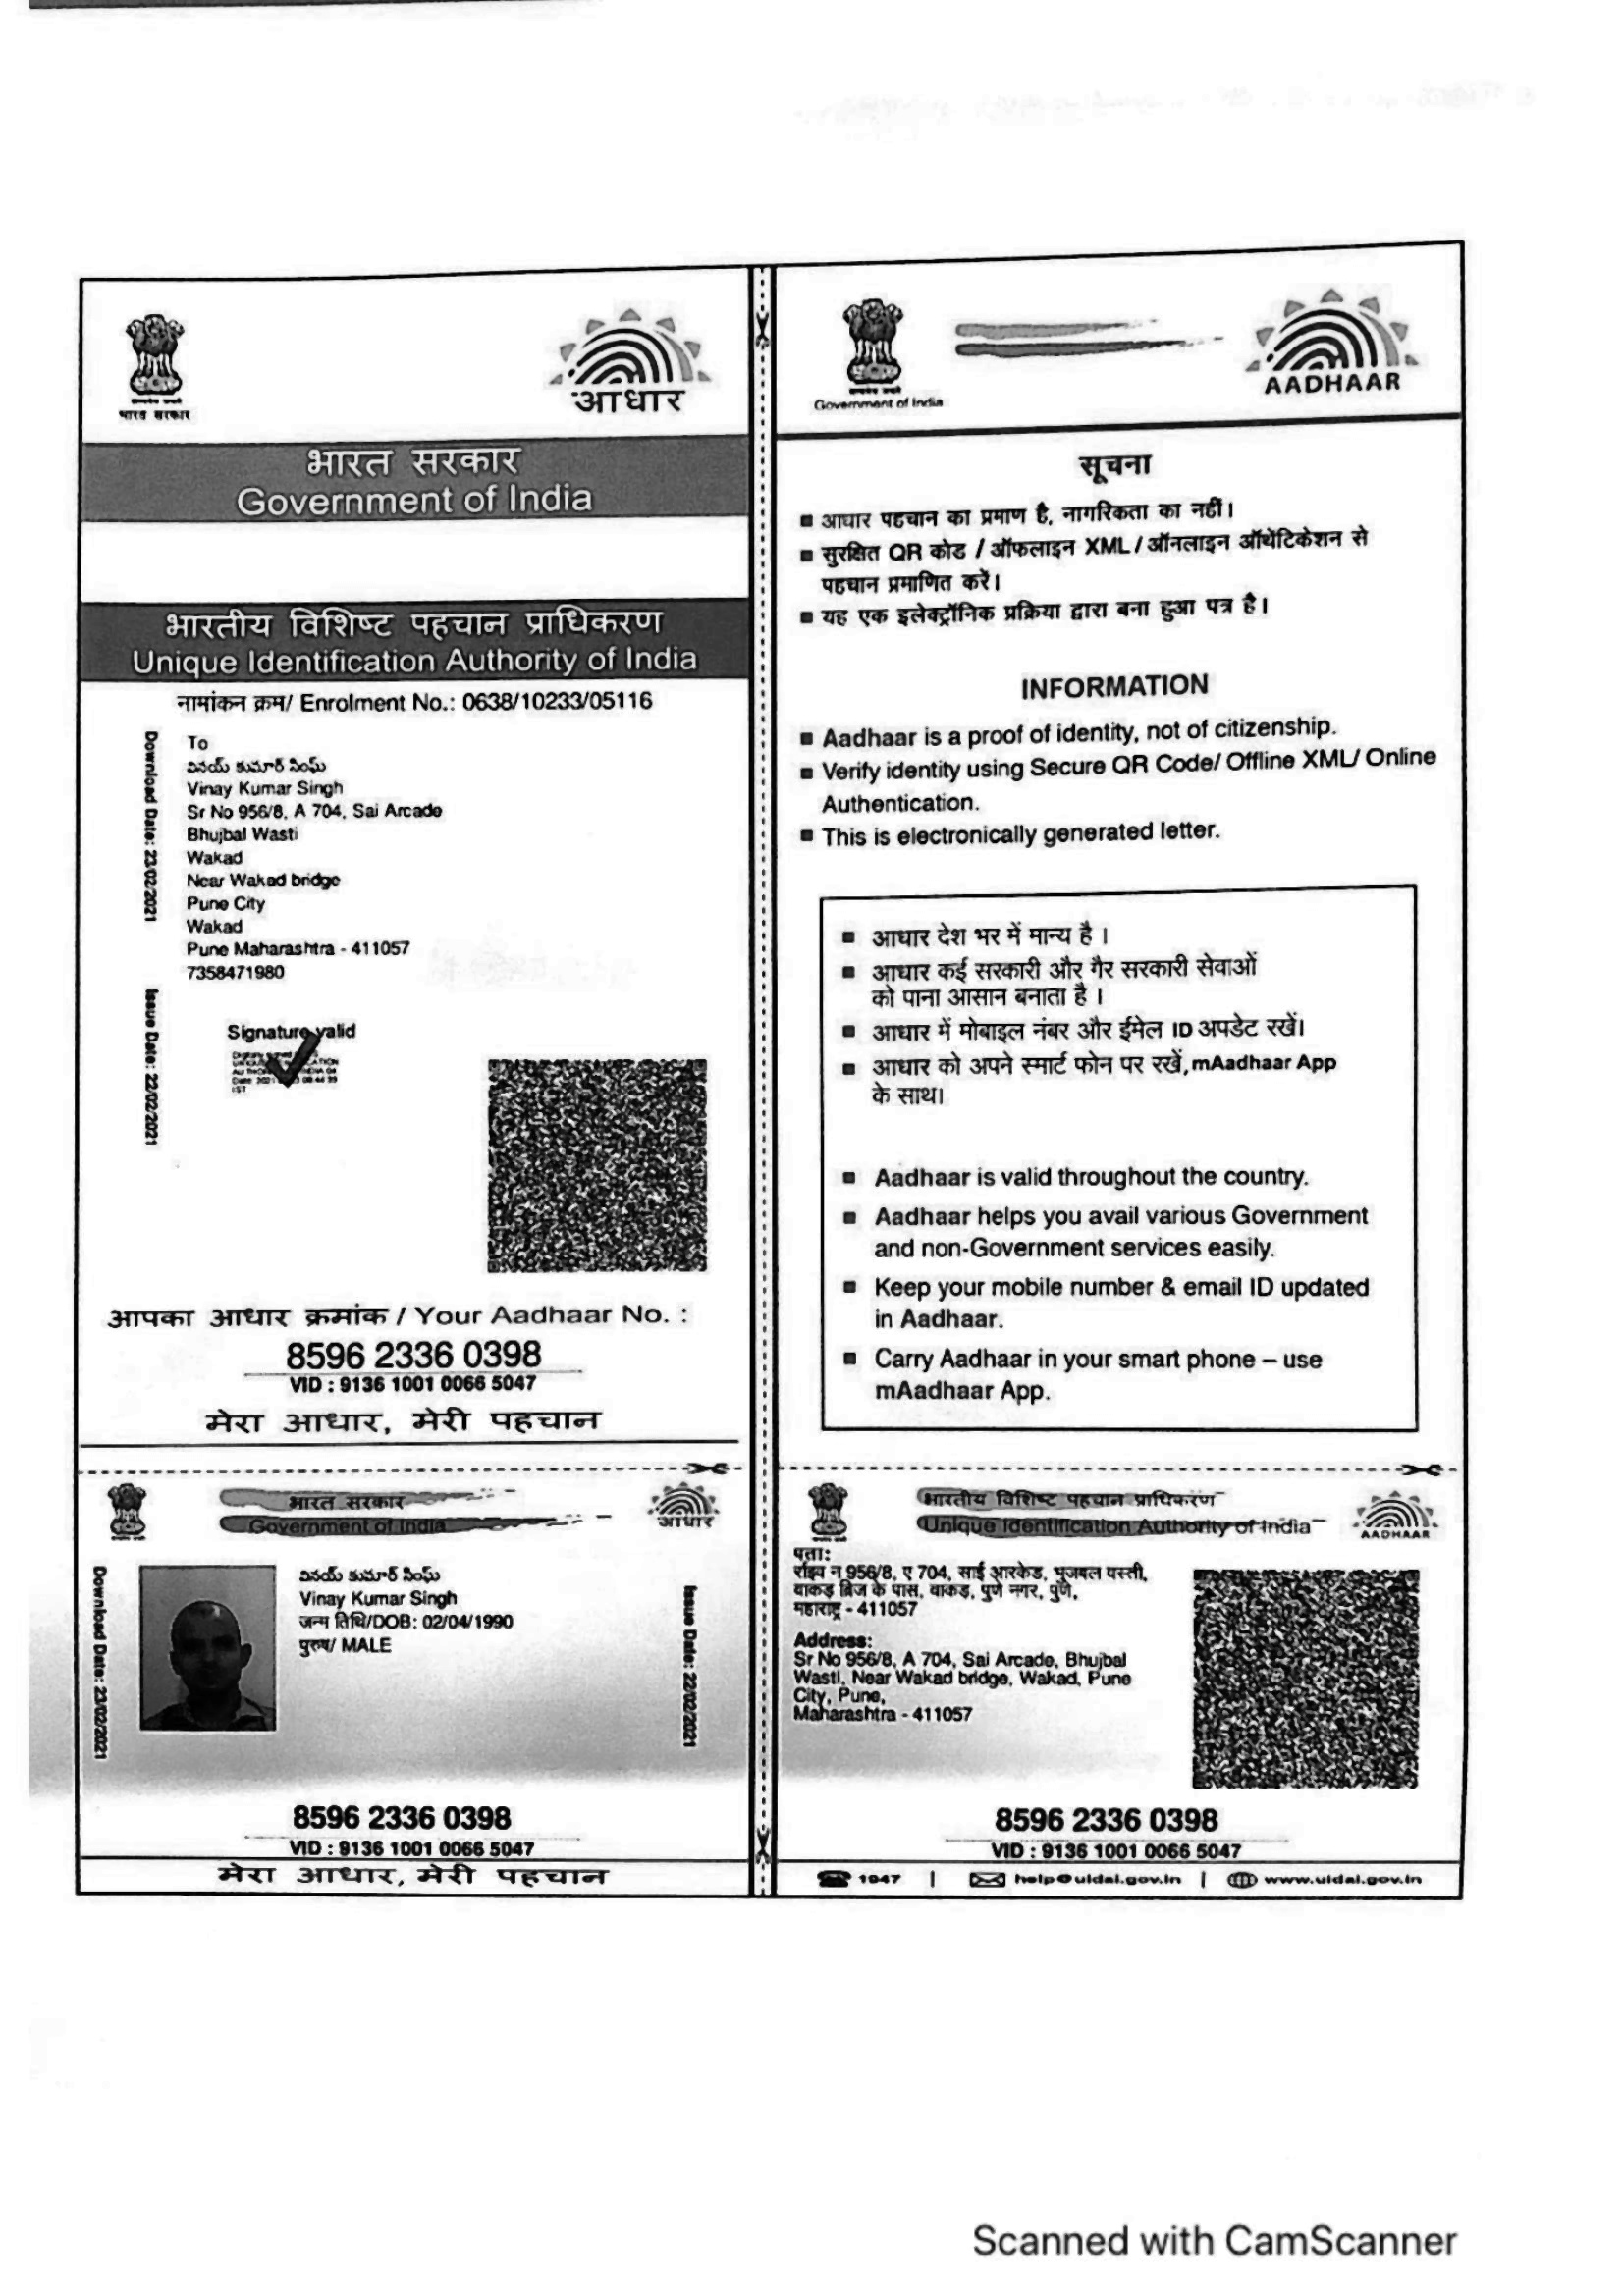 भारत सरकार
आधार
भारत सरकार
Government of India
भारतीय विशिष्ट पहचान प्राधिकरण
Unique Identification Authority of India
नामांकन क्रम/ Enrolment No.: 0638/10233/05116
Download Date: 23/02/2021
Issue Date: 22/02/2021
To
వినయ్ కుమార్ సింఘ్
Vinay Kumar Singh
Sr No 956/8, A 704, Sai Arcade
Bhujbal Wasti
Wakad
Near Wakad bridge
Pune City
Wakad
Pune Maharashtra - 411057
7358471980
Signature valid
आपका आधार क्रमांक / Your Aadhaar No. :
8596 2336 0398
VID : 9136 1001 0066 5047
मेरा आधार, मेरी पहचान
Government of India
AADHAAR
सूचना
■ आधार पहचान का प्रमाण है, नागरिकता का नहीं।
■ सुरक्षित QR कोड / ऑफलाइन XML / ऑनलाइन ऑथेंटिकेशन से
पहचान प्रमाणित करें।
■ यह एक इलेक्ट्रॉनिक प्रक्रिया द्वारा बना हुआ पत्र है।
INFORMATION
■ Aadhaar is a proof of identity, not of citizenship.
■ Verify identity using Secure QR Code/ Offline XML/ Online
Authentication.
■ This is electronically generated letter.
■ आधार देश भर में मान्य है ।
■ आधार कई सरकारी और गैर सरकारी सेवाओं
को पाना आसान बनाता है ।
■ आधार में मोबाइल नंबर और ईमेल ID अपडेट रखें।
■ आधार को अपने स्मार्ट फोन पर रखें, mAadhaar App
के साथ।
■ Aadhaar is valid throughout the country.
■ Aadhaar helps you avail various Government
and non-Government services easily.
■ Keep your mobile number & email ID updated
in Aadhaar.
■ Carry Aadhaar in your smart phone – use
mAadhaar App.
भारत सरकार
Government of India
आधार
Download Date: 23/02/2021
వినయ్ కుమార్ సింఘ్
Vinay Kumar Singh
जन्म तिथि/DOB: 02/04/1990
पुरुष/ MALE
Issue Date: 22/02/2021
8596 2336 0398
VID : 9136 1001 0066 5047
मेरा आधार, मेरी पहचान
भारतीय विशिष्ट पहचान प्राधिकरण
Unique Identification Authority of India
AADHAAR
पता:
न 956/8, ए 704, साई आरकेड, भुजबल वस्ती,
वाकड ब्रिज के पास, वाकड, पुणे नगर, पुणे,
महाराष्ट्र - 411057
Address:
Sr No 956/8, A 704, Sai Arcade, Bhujbal
Wasti, Near Wakad bridge, Wakad, Pune
City, Pune,
Maharashtra - 411057
8596 2336 0398
VID : 9136 1001 0066 5047
1947 | help@uidai.gov.in | www.uidai.gov.in
Scanned with CamScanner